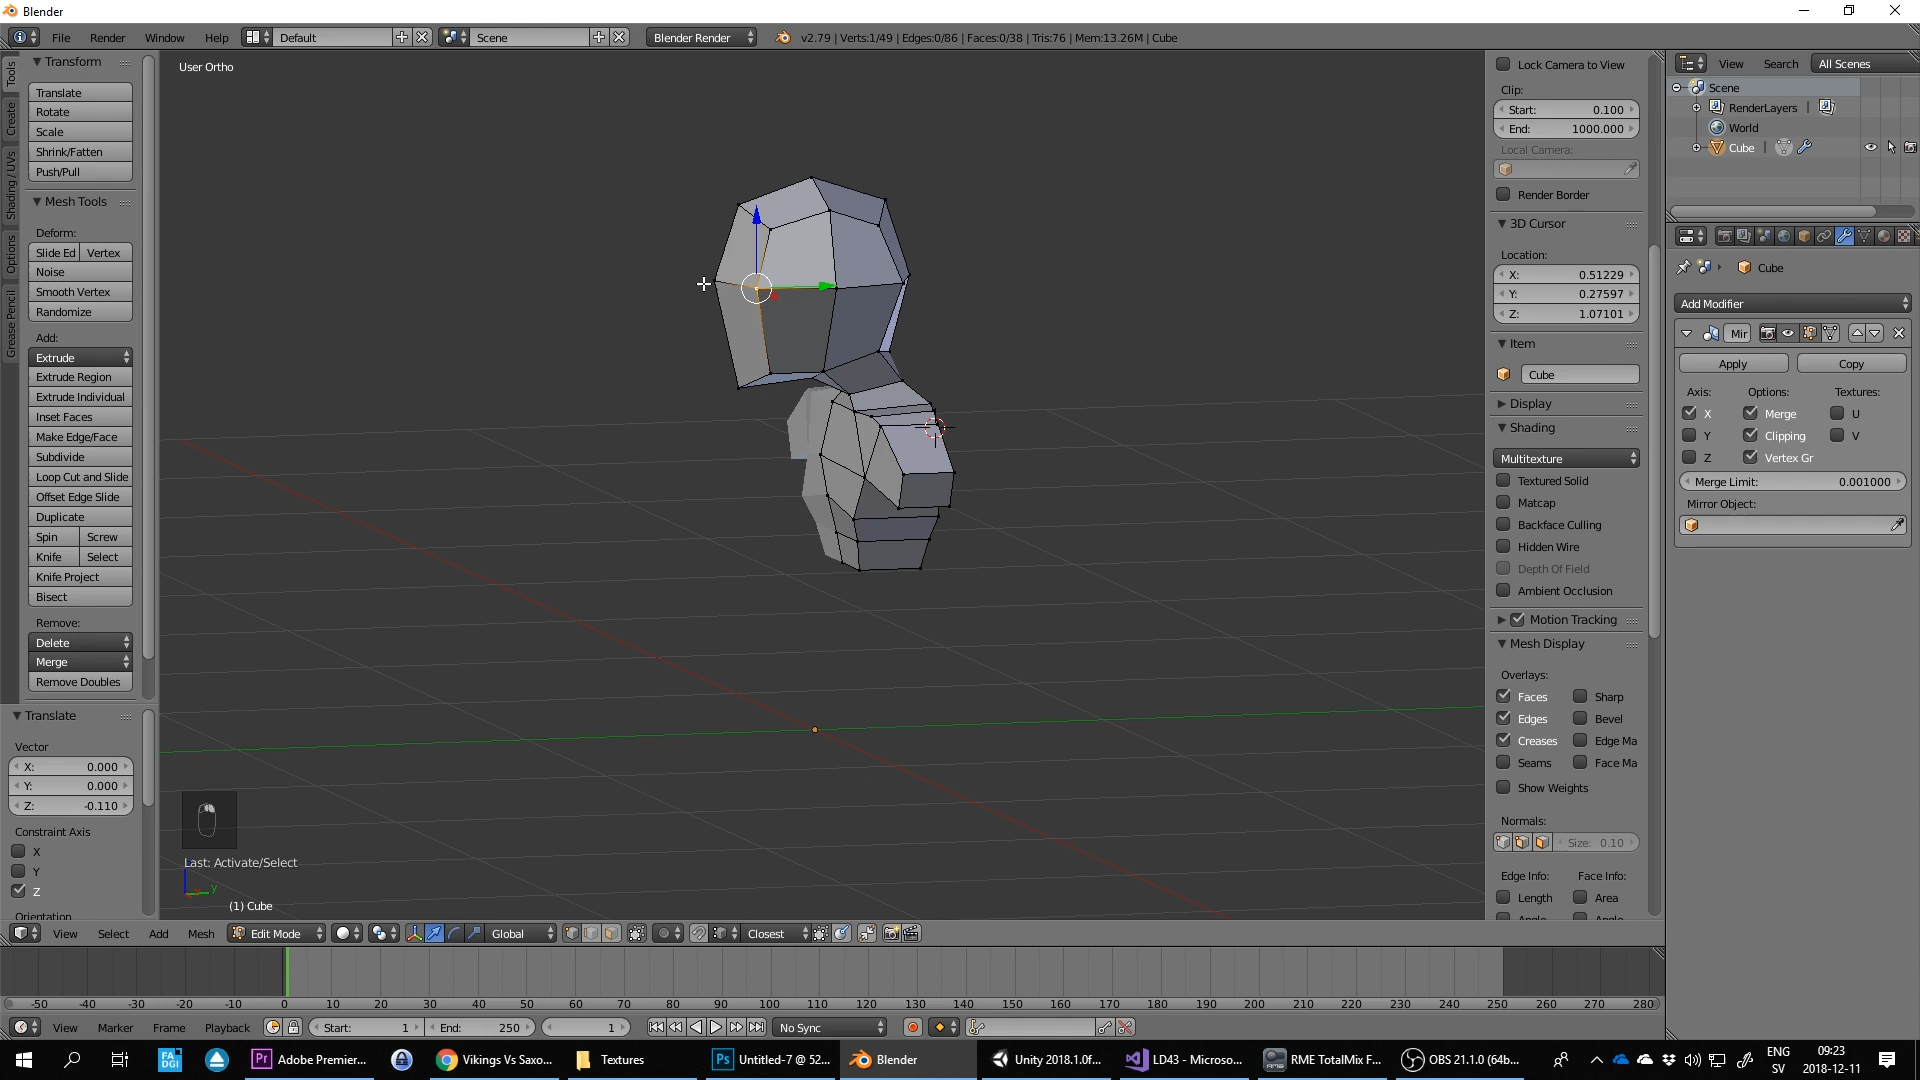 Blender
File Render Window Help Default Scene Blender Render v2.79 | Verts:1/49 | Edges:0/86 | Faces:0/38 | Tris:76 | Mem:13.26M | Cube
Tools
Create
Shading / UVs
Options
Grease Pencil
Transform
Translate
Rotate
Scale
Shrink/Fatten
Push/Pull
Mesh Tools
Deform:
Slide Ed Vertex
Noise
Smooth Vertex
Randomize
Add:
Extrude
Extrude Region
Extrude Individual
Inset Faces
Make Edge/Face
Subdivide
Loop Cut and Slide
Offset Edge Slide
Duplicate
Spin Screw
Knife Select
Knife Project
Bisect
Remove:
Delete
Merge
Remove Doubles
Translate
Vector
X: 0.000
Y: 0.000
Z: -0.110
Constraint Axis
X
Y
Z
Orientation
User Ortho
Last: Activate/Select
y
(1) Cube
Lock Camera to View
Clip:
Start: 0.100
End: 1000.000
Local Camera:
Render Border
3D Cursor
Location:
X: 0.51229
Y: 0.27597
Z: 1.07101
Item
Cube
Display
Shading
Multitexture
Textured Solid
Matcap
Backface Culling
Hidden Wire
Depth Of Field
Ambient Occlusion
Motion Tracking
Mesh Display
Overlays:
Faces Sharp
Edges Bevel
Creases Edge Ma
Seams Face Ma
Show Weights
Normals:
Size: 0.10
Edge Info: Face Info:
Length Area
Angle Angle
View Search All Scenes
Scene
RenderLayers
World
Cube
Cube
Add Modifier
Mir
Apply Copy
Axis: Options: Textures:
X Merge U
Y Clipping V
Z Vertex Gr
Merge Limit: 0.001000
Mirror Object:
View Select Add Mesh Edit Mode Global Closest
-50 -40 -30 -20 -10 0 10 20 30 40 50 60 70 80 90 100 110 120 130 140 150 160 170 180 190 200 210 220 230 240 250 260 270 280
View Marker Frame Playback Start: 1 End: 250 1 No Sync
FA
DGI
Pr Adobe Premier... Vikings Vs Saxo... Textures Ps Untitled-7 @ 52... Blender Unity 2018.1.0f... LD43 - Microso... RME RME TotalMix F... OBS 21.1.0 (64b...
ENG
SV
09:23
2018-12-11